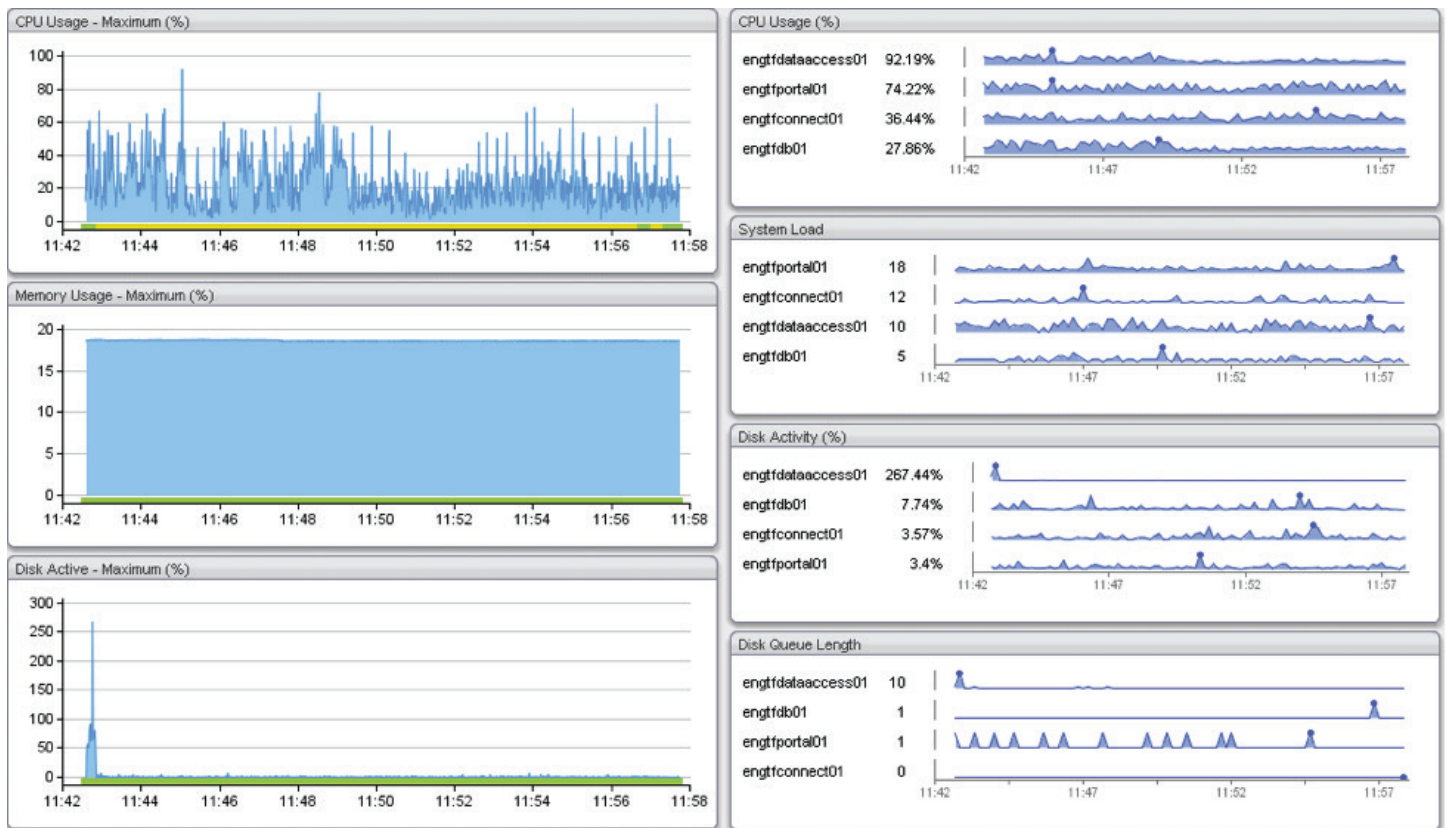 CPU Usage - Maximum (%)
100
80
60
40
20
0
11:42 11:44 11:46 11:48 11:50 11:52 11:54 11:56 11:58
Memory Usage - Maximum (%)
20
15
10
5
0
11:42 11:44 11:46 11:48 11:50 11:52 11:54 11:56 11:58
Disk Active - Maximum (%)
300
250
200
150
100
50
0
11:42 11:44 11:46 11:48 11:50 11:52 11:54 11:56 11:58
CPU Usage (%)
engtfdataaccess01 92.19%
engtfportal01 74.22%
engtfconnect01 36.44%
engtfdb01 27.86%
11:42 11:47 11:52 11:57
System Load
engtfportal01 18
engtfconnect01 12
engtfdataaccess01 10
engtfdb01 5
11:42 11:47 11:52 11:57
Disk Activity (%)
engtfdataaccess01 267.44%
engtfdb01 7.74%
engtfconnect01 3.57%
engtfportal01 3.4%
11:42 11:47 11:52 11:57
Disk Queue Length
engtfdataaccess01 10
engtfdb01 1
engtfportal01 1
engtfconnect01 0
11:42 11:47 11:52 11:57